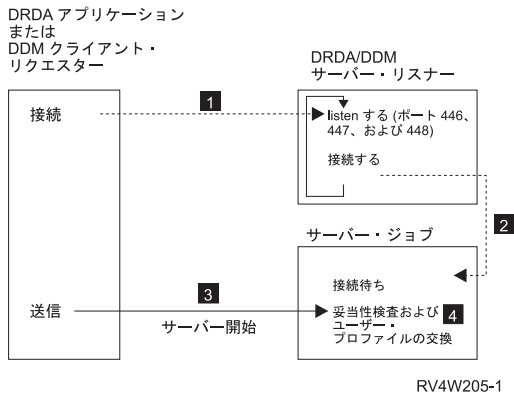 DRDA アプリケーション
または
DDM クライアント・
リクエスター
DRDA/DDM
サーバー・リスナー
接続
1
listen する (ポート 446、
447、および 448)
接続する
2
サーバー・ジョブ
接続待ち
送信
3
サーバー開始
妥当性検査および 4
ユーザー・
プロファイルの交換
RV4W205-1